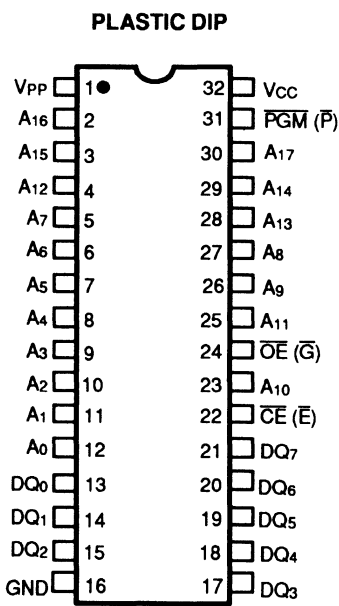 PLASTIC DIP
VPP 1 32 VCC
A16 2 31 P̅G̅M̅ (P̅)
A15 3 30 A17
A12 4 29 A14
A7 5 28 A13
A6 6 27 A8
A5 7 26 A9
A4 8 25 A11
A3 9 24 O̅E̅ (G̅)
A2 10 23 A10
A1 11 22 C̅E̅ (E̅)
A0 12 21 DQ7
DQ0 13 20 DQ6
DQ1 14 19 DQ5
DQ2 15 18 DQ4
GND 16 17 DQ3